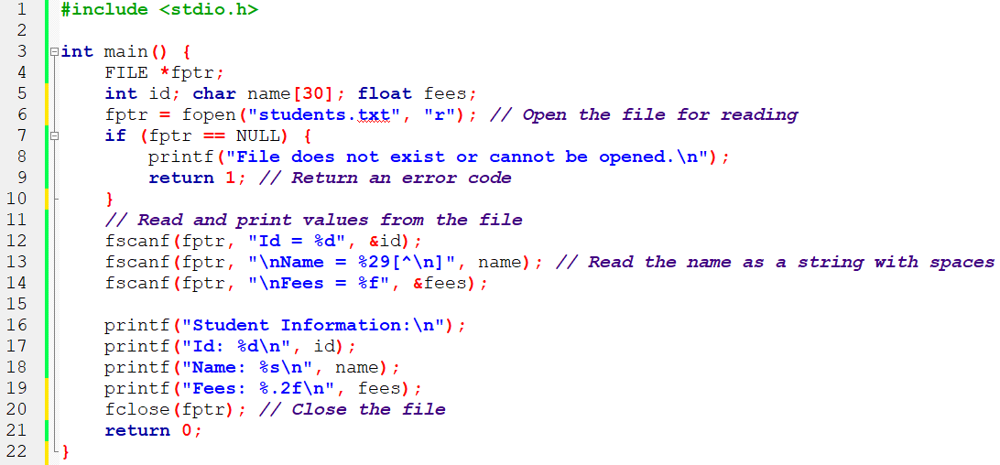 1 #include <stdio.h>
2
3 int main() {
4     FILE *fptr;
5     int id; char name[30]; float fees;
6     fptr = fopen("students.txt", "r"); // Open the file for reading
7     if (fptr == NULL) {
8         printf("File does not exist or cannot be opened.\n");
9         return 1; // Return an error code
10     }
11     // Read and print values from the file
12     fscanf(fptr, "Id = %d", &id);
13     fscanf(fptr, "\nName = %29[^\n]", name); // Read the name as a string with spaces
14     fscanf(fptr, "\nFees = %f", &fees);
15
16     printf("Student Information:\n");
17     printf("Id: %d\n", id);
18     printf("Name: %s\n", name);
19     printf("Fees: %.2f\n", fees);
20     fclose(fptr); // Close the file
21     return 0;
22 }